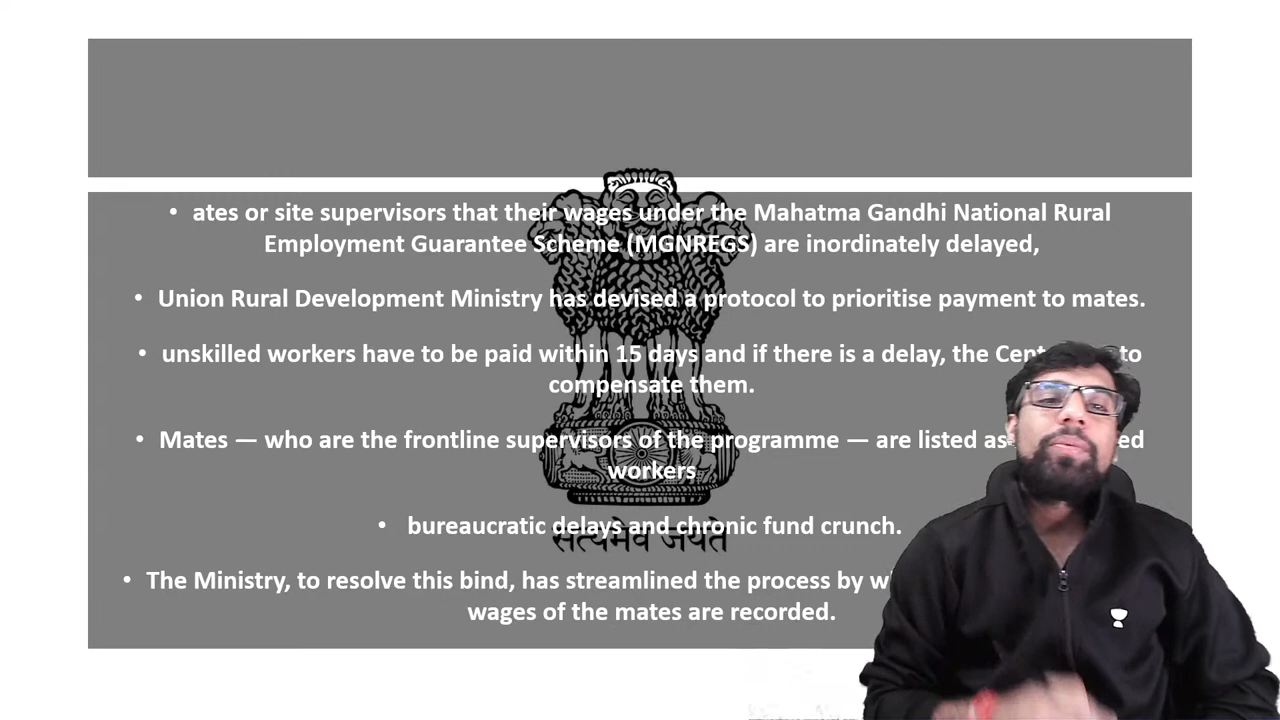 • ates or site supervisors that their wages under the Mahatma Gandhi National Rural
Employment Guarantee Scheme (MGNREGS) are inordinately delayed,
• Union Rural Development Ministry has devised a protocol to prioritise payment to mates.
• unskilled workers have to be paid within 15 days and if there is a delay, the to
compensate them.
• Mates — who are the frontline supervisors of the programme — are listed as
workers
• bureaucratic delays and chronic fund crunch.
सत्यमेव जयते
• The Ministry, to resolve this bind, has streamlined the process by
wages of the mates are recorded.